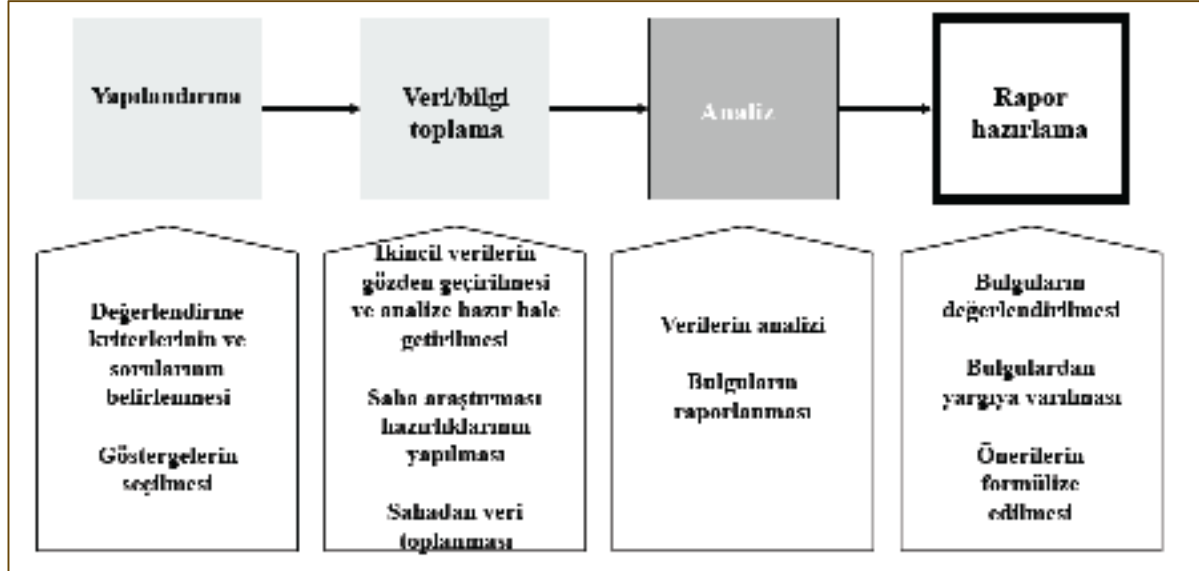 Yapılandırma
Veri/bilgi
toplama
Analiz
Rapor
hazırlama
Değerlendirme
kriterlerinin ve
sorularının
belirlenmesi
Göstergelerin
seçilmesi
İkincil verilerin
gözden geçirilmesi
ve analize hazır hale
getirilmesi
Saha araştırması
hazırlıklarının
yapılması
Sahadan veri
toplanması
Verilerin analizi
Bulguların
raporlanması
Bulguların
değerlendirilmesi
Bulgulardan
yargıya varılması
Önerilerin
formülize
edilmesi